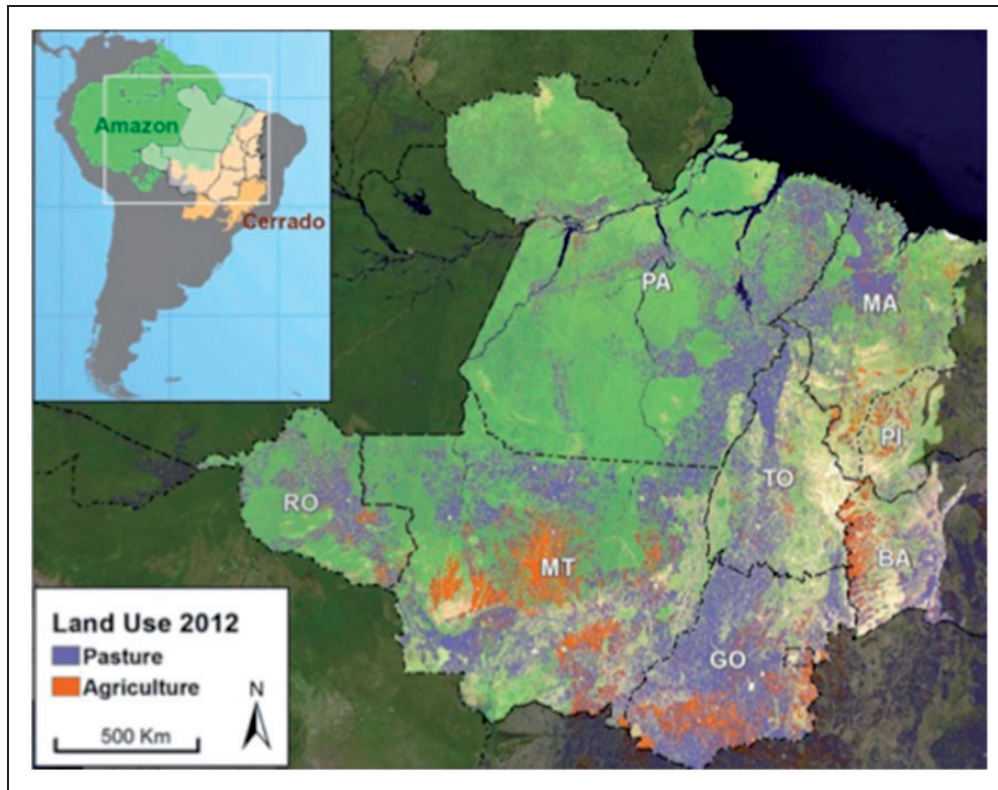 Amazon
Cerrado
PA
MA
PI
TO
RO
MT
BA
GO
Land Use 2012
Pasture
Agriculture
N
500 Km